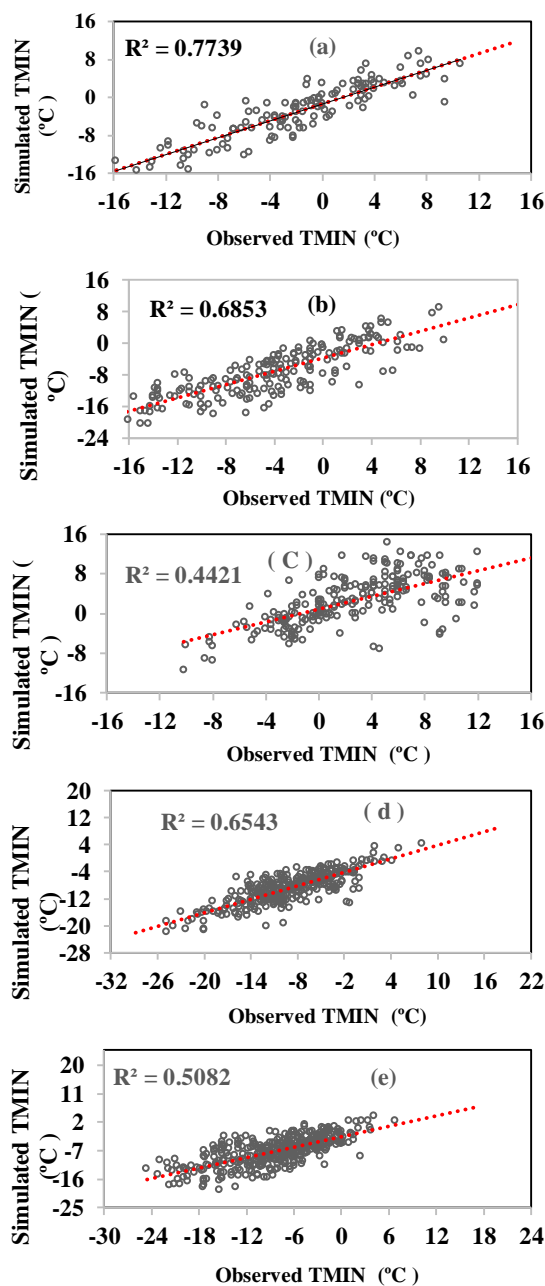 R² = 0.7739
(a)
Simulated TMIN
(ºC )
16
8
0
-8
-16
-16 -12 -8 -4 0 4 8 12 16
Observed TMIN (ºC)
R² = 0.6853
(b)
Simulated TMIN (
ºC)
16
8
0
-8
-16
-24
-16 -12 -8 -4 0 4 8 12 16
Observed TMIN (ºC)
R² = 0.4421
( C )
Simulated TMIN (
ºC )
16
8
0
-8
-16
-16 -12 -8 -4 0 4 8 12 16
Observed TMIN (ºC )
R² = 0.6543
( d )
Simulated TMIN
(ºC)
20
12
4
-4
-12
-20
-28
-32 -26 -20 -14 -8 -2 4 10 16 22
Observed TMIN (ºC)
R² = 0.5082
(e)
Simulated TMIN
(ºC )
20
11
2
-7
-16
-25
-30 -24 -18 -12 -6 0 6 12 18 24
Observed TMIN (ºC )